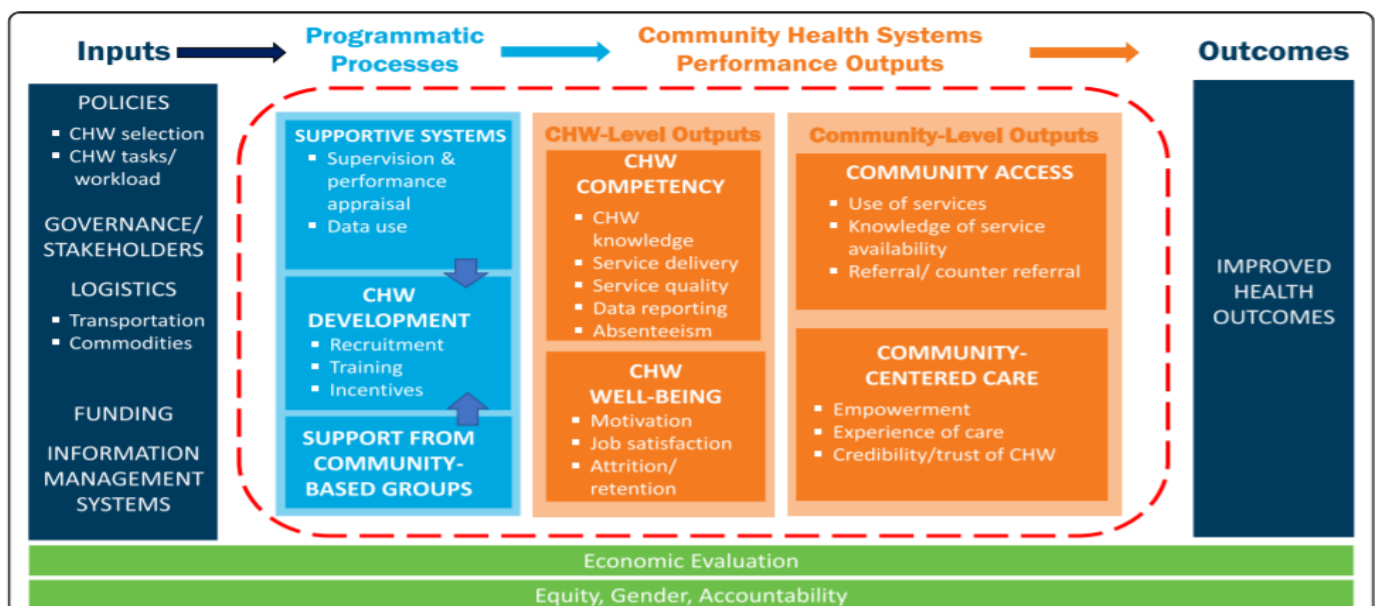 Inputs
Programmatic
Processes
Community Health Systems
Performance Outputs
Outcomes
POLICIES
▪ CHW selection
▪ CHW tasks/
workload
GOVERNANCE/
STAKEHOLDERS
LOGISTICS
▪ Transportation
▪ Commodities
FUNDING
INFORMATION
MANAGEMENT
SYSTEMS
SUPPORTIVE SYSTEMS
▪ Supervision &
performance
appraisal
▪ Data use
CHW
DEVELOPMENT
▪ Recruitment
▪ Training
▪ Incentives
SUPPORT FROM
COMMUNITY-
BASED GROUPS
CHW-Level Outputs
CHW
COMPETENCY
▪ CHW
knowledge
▪ Service delivery
▪ Service quality
▪ Data reporting
▪ Absenteeism
CHW
WELL-BEING
▪ Motivation
▪ Job satisfaction
▪ Attrition/
retention
Community-Level Outputs
COMMUNITY ACCESS
▪ Use of services
▪ Knowledge of service
availability
▪ Referral/ counter referral
COMMUNITY-
CENTERED CARE
▪ Empowerment
▪ Experience of care
▪ Credibility/trust of CHW
IMPROVED
HEALTH
OUTCOMES
Economic Evaluation
Equity, Gender, Accountability